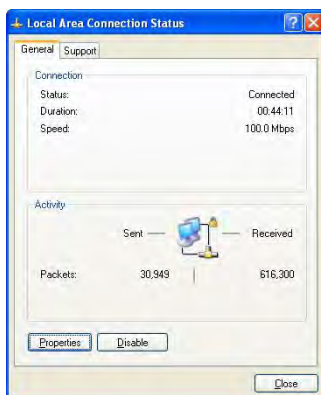 Local Area Connection Status
General Support
Connection
Status: Connected
Duration: 00:44:11
Speed: 100.0 Mbps
Activity
Sent Received
Packets: 30,949 616,300
Properties Disable
Close